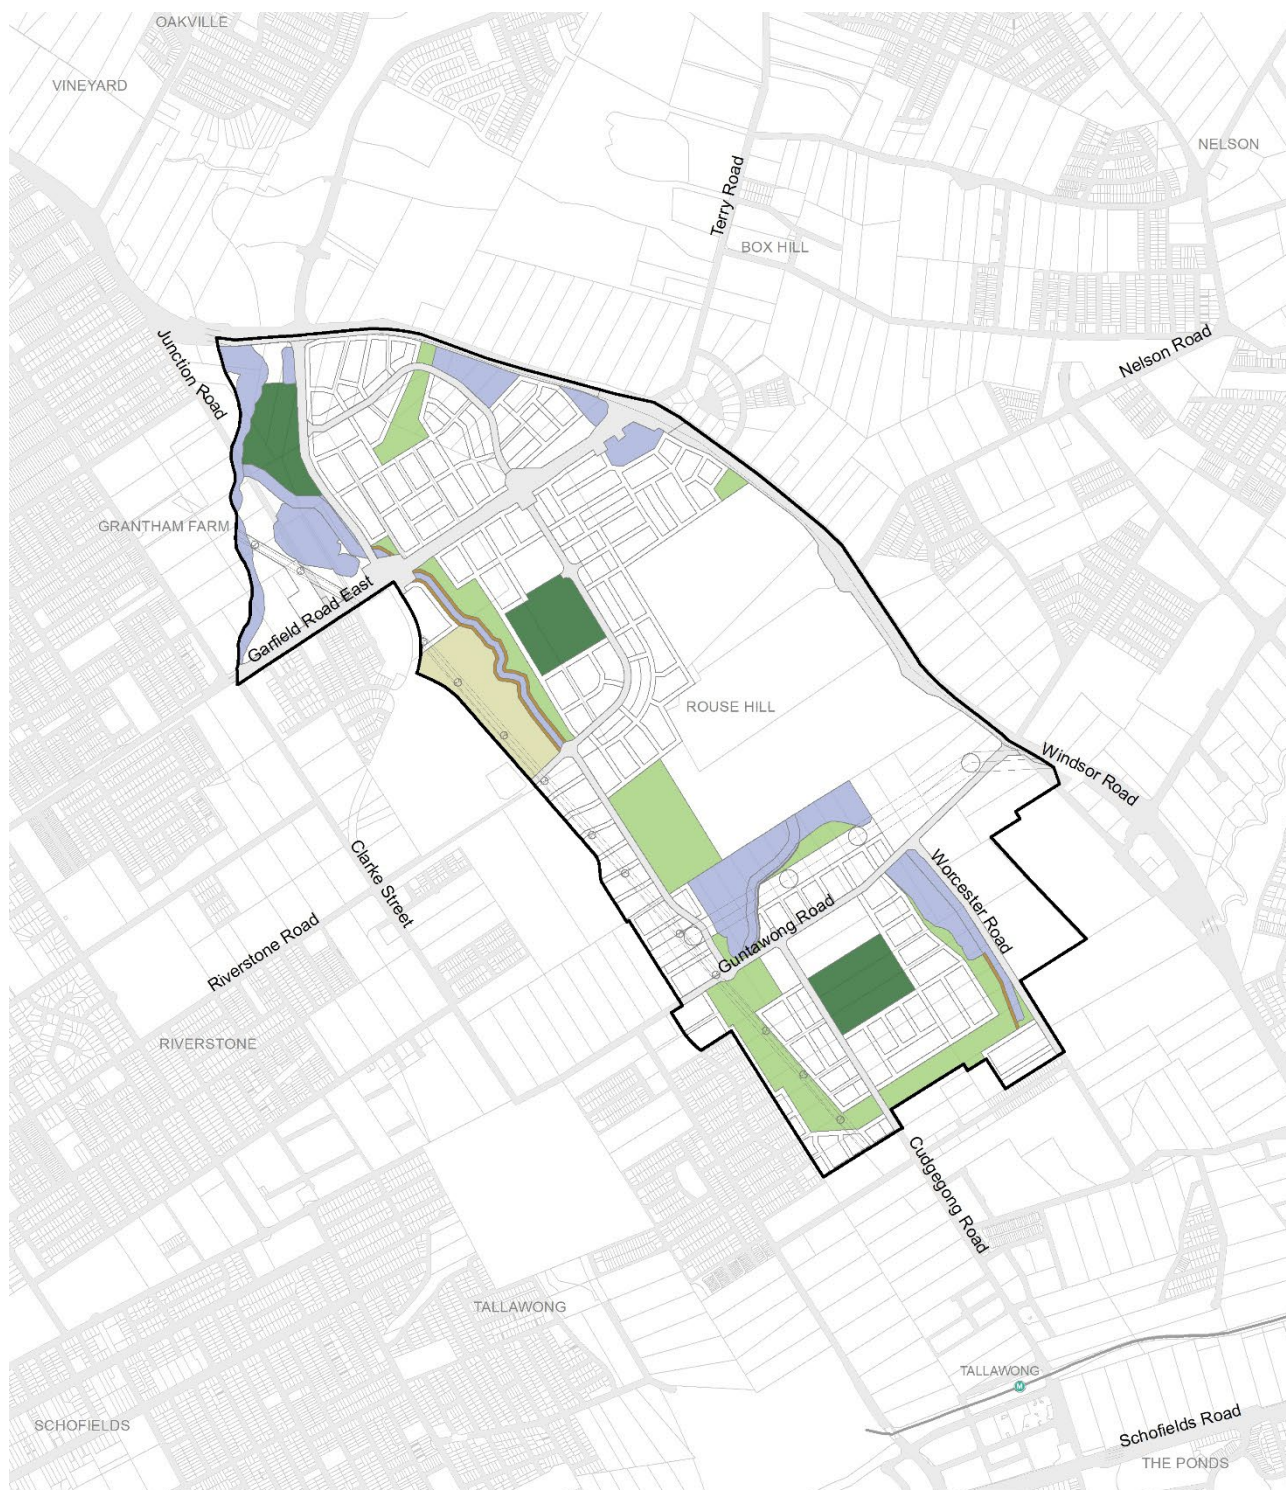 OAKVILLE
VINEYARD
NELSON
Terry Road
BOX HILL
Junction Road
Nelson Road
GRANTHAM FARM
Garfield Road East
ROUSE HILL
Windsor Road
Clarke Street
Worcester Road
Riverstone Road
Guntawong Road
RIVERSTONE
Cudgegong Road
TALLAWONG
TALLAWONG
M
SCHOFIELDS
Schofields Road
THE PONDS